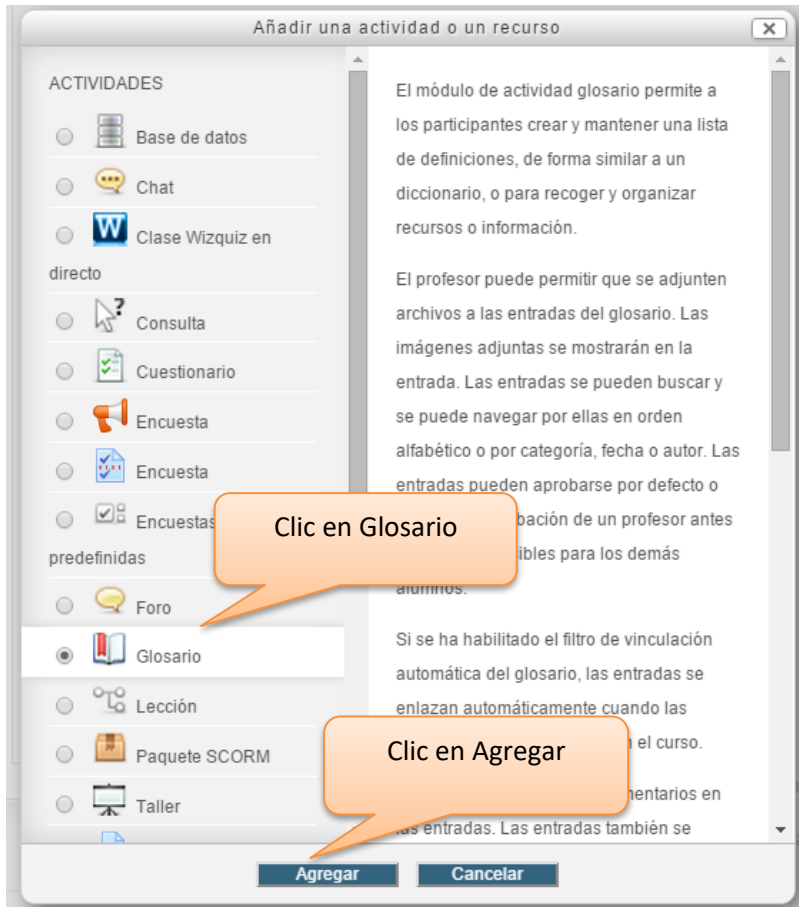 Añadir una actividad o un recurso
ACTIVIDADES
Base de datos
Chat
Clase Wizquiz en
directo
Consulta
Cuestionario
Encuesta
Encuesta
Encuestas
predefinidas
Foro
Glosario
Lección
Paquete SCORM
Taller
El módulo de actividad glosario permite a
los participantes crear y mantener una lista
de definiciones, de forma similar a un
diccionario, o para recoger y organizar
recursos o información.
El profesor puede permitir que se adjunten
archivos a las entradas del glosario. Las
imágenes adjuntas se mostrarán en la
entrada. Las entradas se pueden buscar y
se puede navegar por ellas en orden
alfabético o por categoría, fecha o autor. Las
entradas pueden aprobarse por defecto o
bación de un profesor antes
ibles para los demás
alumnos.
Si se ha habilitado el filtro de vinculación
automática del glosario, las entradas se
enlazan automáticamente cuando las
el curso.
mentarios en
las entradas. Las entradas también se
Clic en Glosario
Clic en Agregar
Agregar
Cancelar